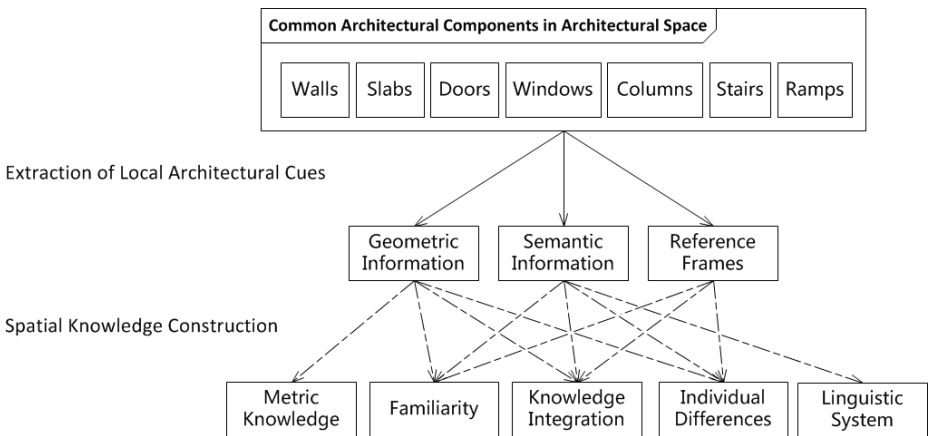 Common Architectural Components in Architectural Space
Walls Slabs Doors Windows Columns Stairs Ramps
Extraction of Local Architectural Cues
Geometric
Information
Semantic
Information
Reference
Frames
Spatial Knowledge Construction
Metric
Knowledge
Familiarity
Knowledge
Integration
Individual
Differences
Linguistic
System